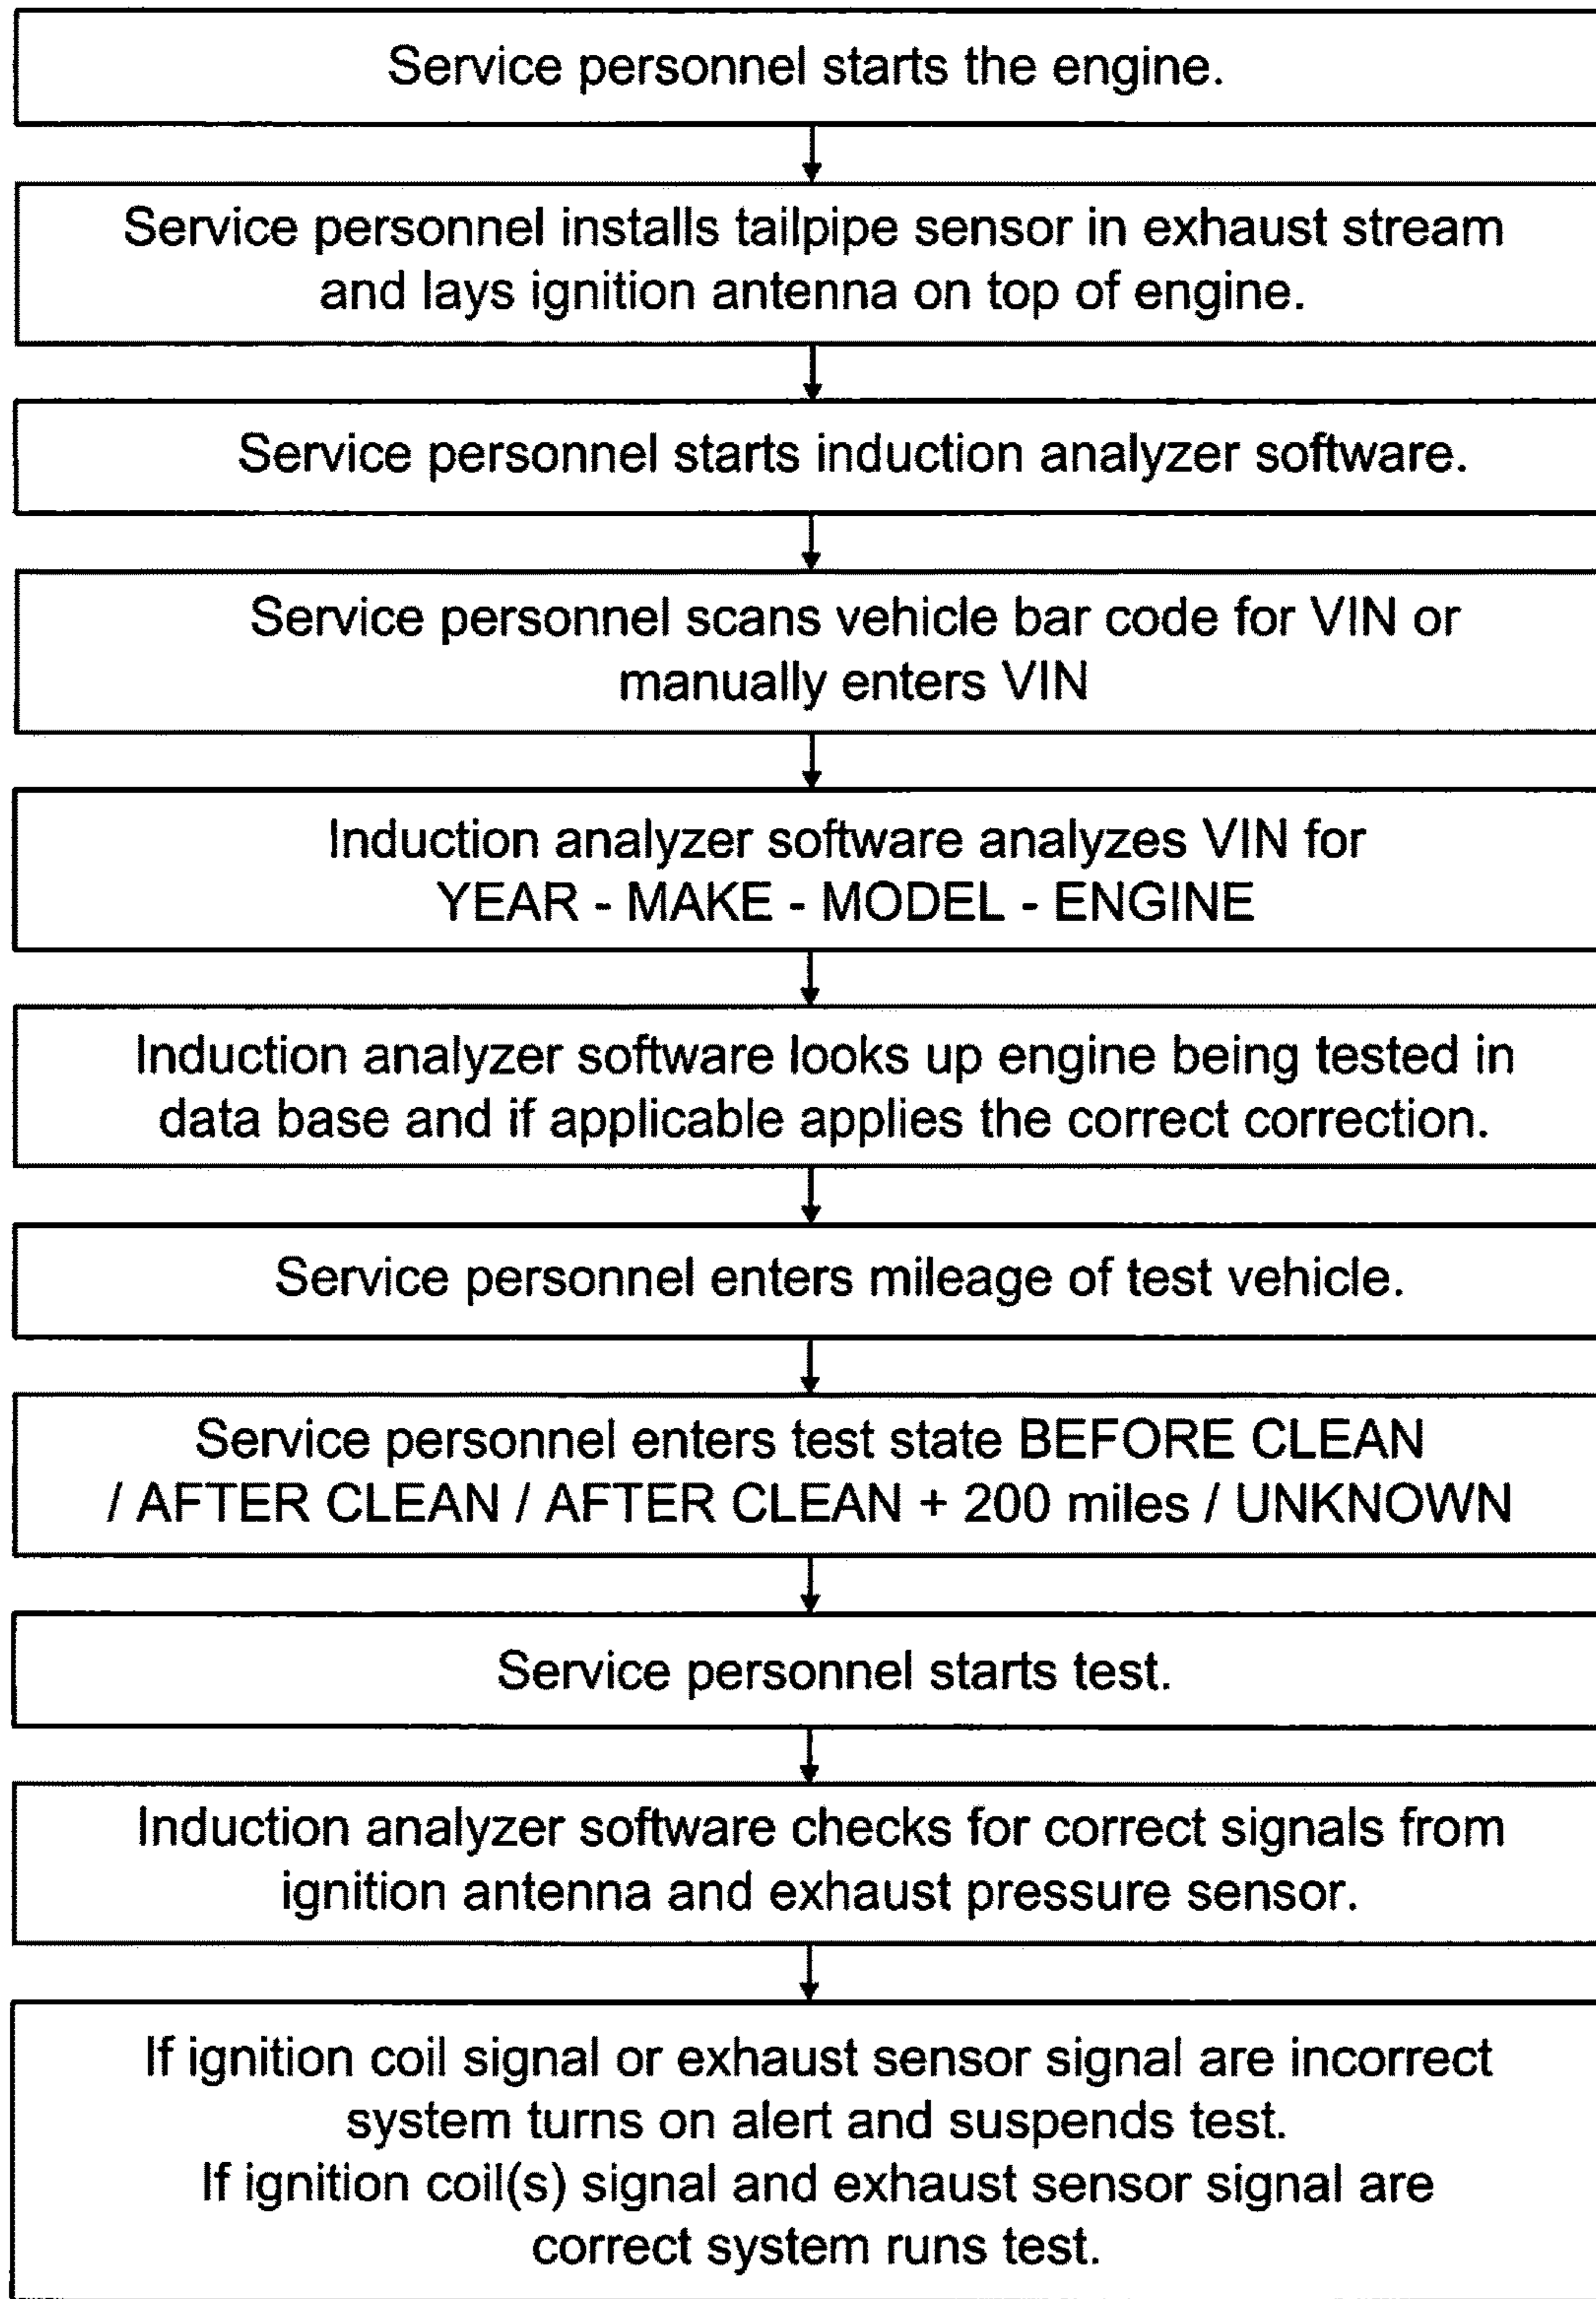 Service personnel starts the engine.
Service personnel installs tailpipe sensor in exhaust stream
and lays ignition antenna on top of engine.
Service personnel starts induction analyzer software.
Service personnel scans vehicle bar code for VIN or
manually enters VIN
Induction analyzer software analyzes VIN for
YEAR - MAKE - MODEL - ENGINE
Induction analyzer software looks up engine being tested in
data base and if applicable applies the correct correction.
Service personnel enters mileage of test vehicle.
Service personnel enters test state BEFORE CLEAN
/ AFTER CLEAN / AFTER CLEAN + 200 miles / UNKNOWN
Service personnel starts test.
Induction analyzer software checks for correct signals from
ignition antenna and exhaust pressure sensor.
If ignition coil signal or exhaust sensor signal are incorrect
system turns on alert and suspends test.
If ignition coil(s) signal and exhaust sensor signal are
correct system runs test.